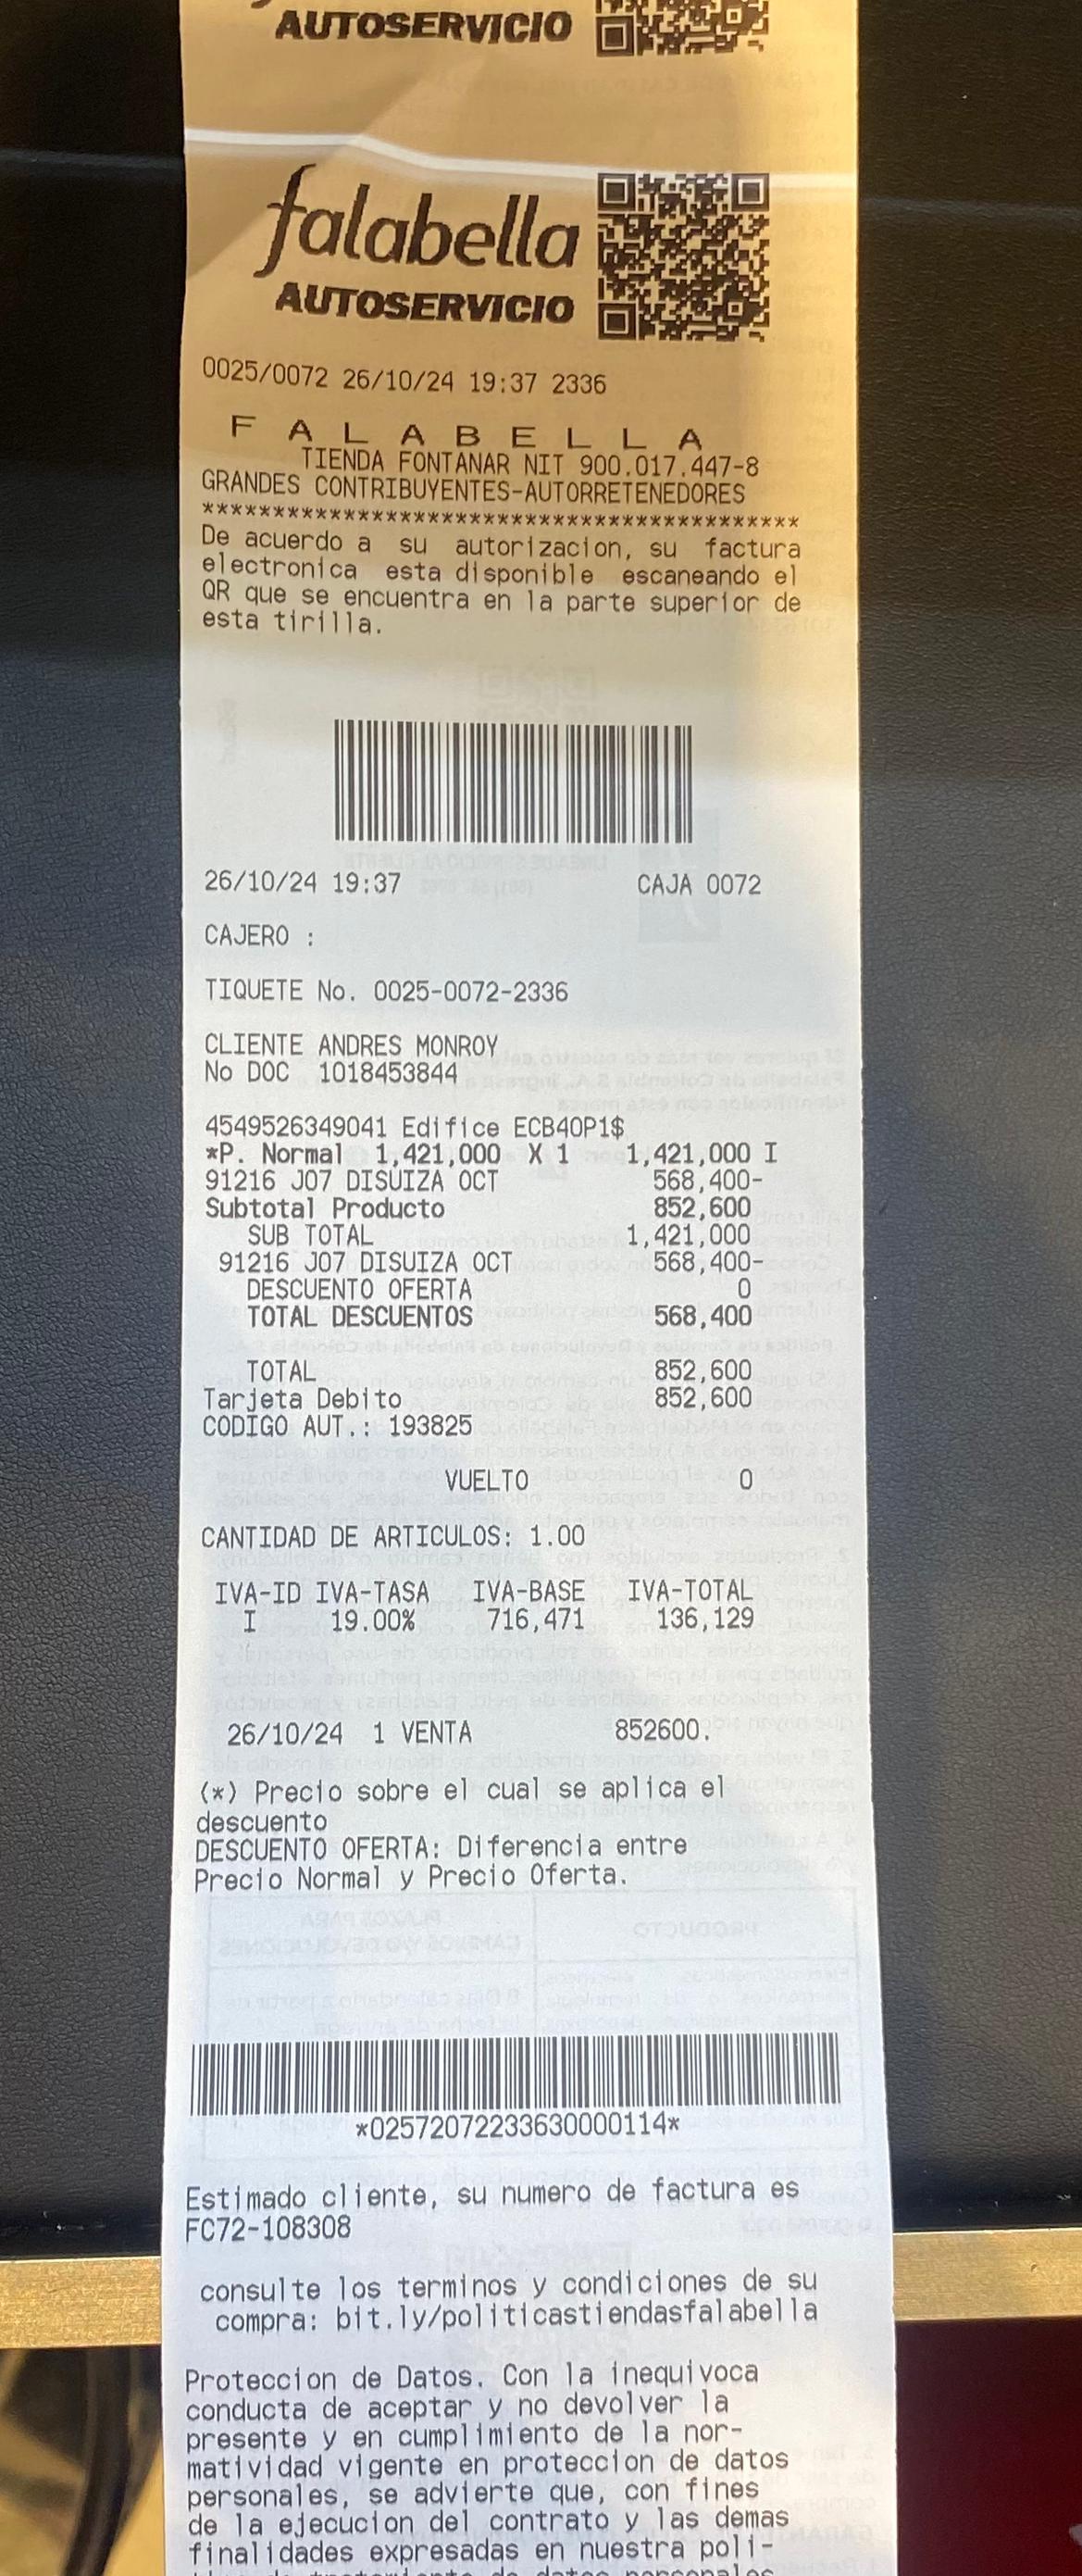 AUTOSERVICIO
falabella
AUTOSERVICIO
0025/0072 26/10/24 19:37 2336
F A L A B E L L A
TIENDA FONTANAR NIT 900.017.447-8
GRANDES CONTRIBUYENTES-AUTORRETENEDORES
******************************************
De acuerdo a su autorizacion, su factura
electronica esta disponible escaneando el
QR que se encuentra en la parte superior de
esta tirilla.
26/10/24 19:37 CAJA 0072
CAJERO :
TIQUETE No. 0025-0072-2336
CLIENTE ANDRES MONROY
No DOC 1018453844
4549526349041 Edifice ECB40P1$
*P. Normal 1,421,000 X 1 1,421,000 I
91216 J07 DISUIZA OCT 568,400-
Subtotal Producto 852,600
SUB TOTAL 1,421,000
91216 J07 DISUIZA OCT 568,400-
DESCUENTO OFERTA 0
TOTAL DESCUENTOS 568,400
TOTAL 852,600
Tarjeta Debito 852,600
CODIGO AUT.: 193825
VUELTO 0
CANTIDAD DE ARTICULOS: 1.00
IVA-ID IVA-TASA IVA-BASE IVA-TOTAL
I 19.00% 716,471 136,129
26/10/24 1 VENTA 852600.
(*) Precio sobre el cual se aplica el
descuento
DESCUENTO OFERTA: Diferencia entre
Precio Normal y Precio Oferta.
*02572072233630000114*
Estimado cliente, su numero de factura es
FC72-108308
consulte los terminos y condiciones de su
compra: bit.ly/politicastiendasfalabella
Proteccion de Datos. Con la inequivoca
conducta de aceptar y no devolver la
presente y en cumplimiento de la nor-
matividad vigente en proteccion de datos
personales, se advierte que, con fines
de la ejecucion del contrato y las demas
finalidades expresadas en nuestra poli-